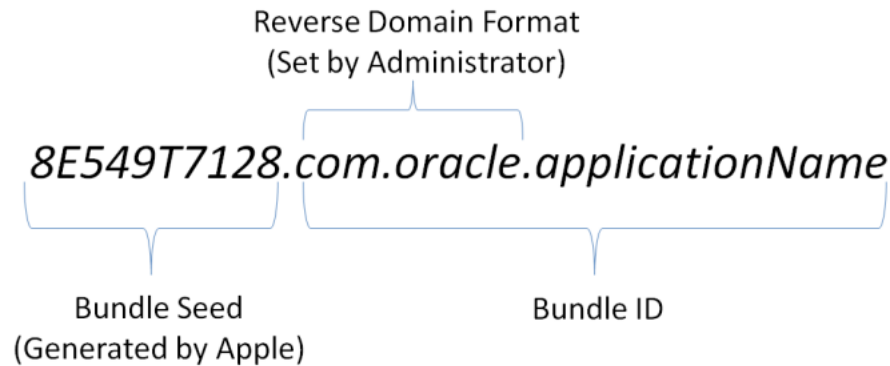 Reverse Domain Format
(Set by Administrator)
8E549T7128.com.oracle.applicationName
Bundle Seed
(Generated by Apple)
Bundle ID